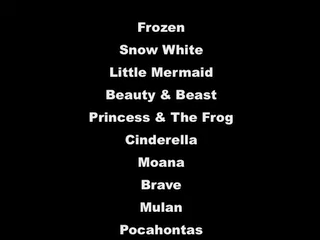 Frozen
Snow White
Little Mermaid
Beauty & Beast
Princess & The Frog
Cinderella
Moana
Brave
Mulan
Pocahontas